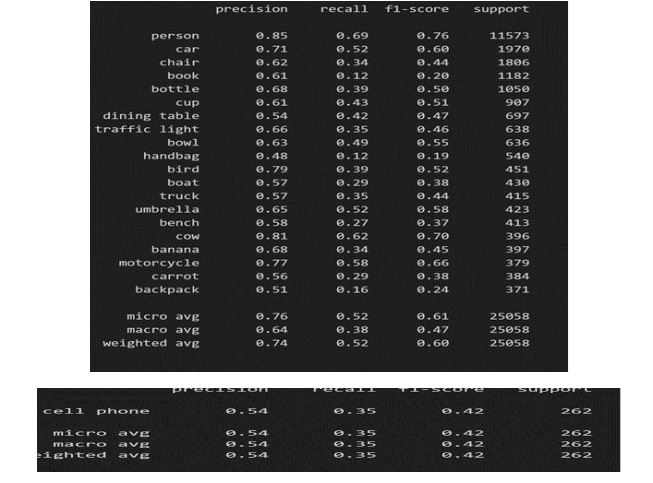 precision recall f1-score support
person 0.85 0.69 0.76 11573
car 0.71 0.52 0.60 1970
chair 0.62 0.34 0.44 1806
book 0.61 0.12 0.20 1182
bottle 0.68 0.39 0.50 1050
cup 0.61 0.43 0.51 907
dining table 0.54 0.42 0.47 697
traffic light 0.66 0.35 0.46 638
bowl 0.63 0.49 0.55 636
handbag 0.48 0.12 0.19 540
bird 0.79 0.39 0.52 451
boat 0.57 0.29 0.38 430
truck 0.57 0.35 0.44 415
umbrella 0.65 0.52 0.58 423
bench 0.58 0.27 0.37 413
cow 0.81 0.62 0.70 396
banana 0.68 0.34 0.45 397
motorcycle 0.77 0.58 0.66 379
carrot 0.56 0.29 0.38 384
backpack 0.51 0.16 0.24 371
micro avg 0.76 0.52 0.61 25058
macro avg 0.64 0.38 0.47 25058
weighted avg 0.74 0.52 0.60 25058
precision recall f1-score support
cell phone 0.54 0.35 0.42 262
micro avg 0.54 0.35 0.42 262
macro avg 0.54 0.35 0.42 262
eighted avg 0.54 0.35 0.42 262